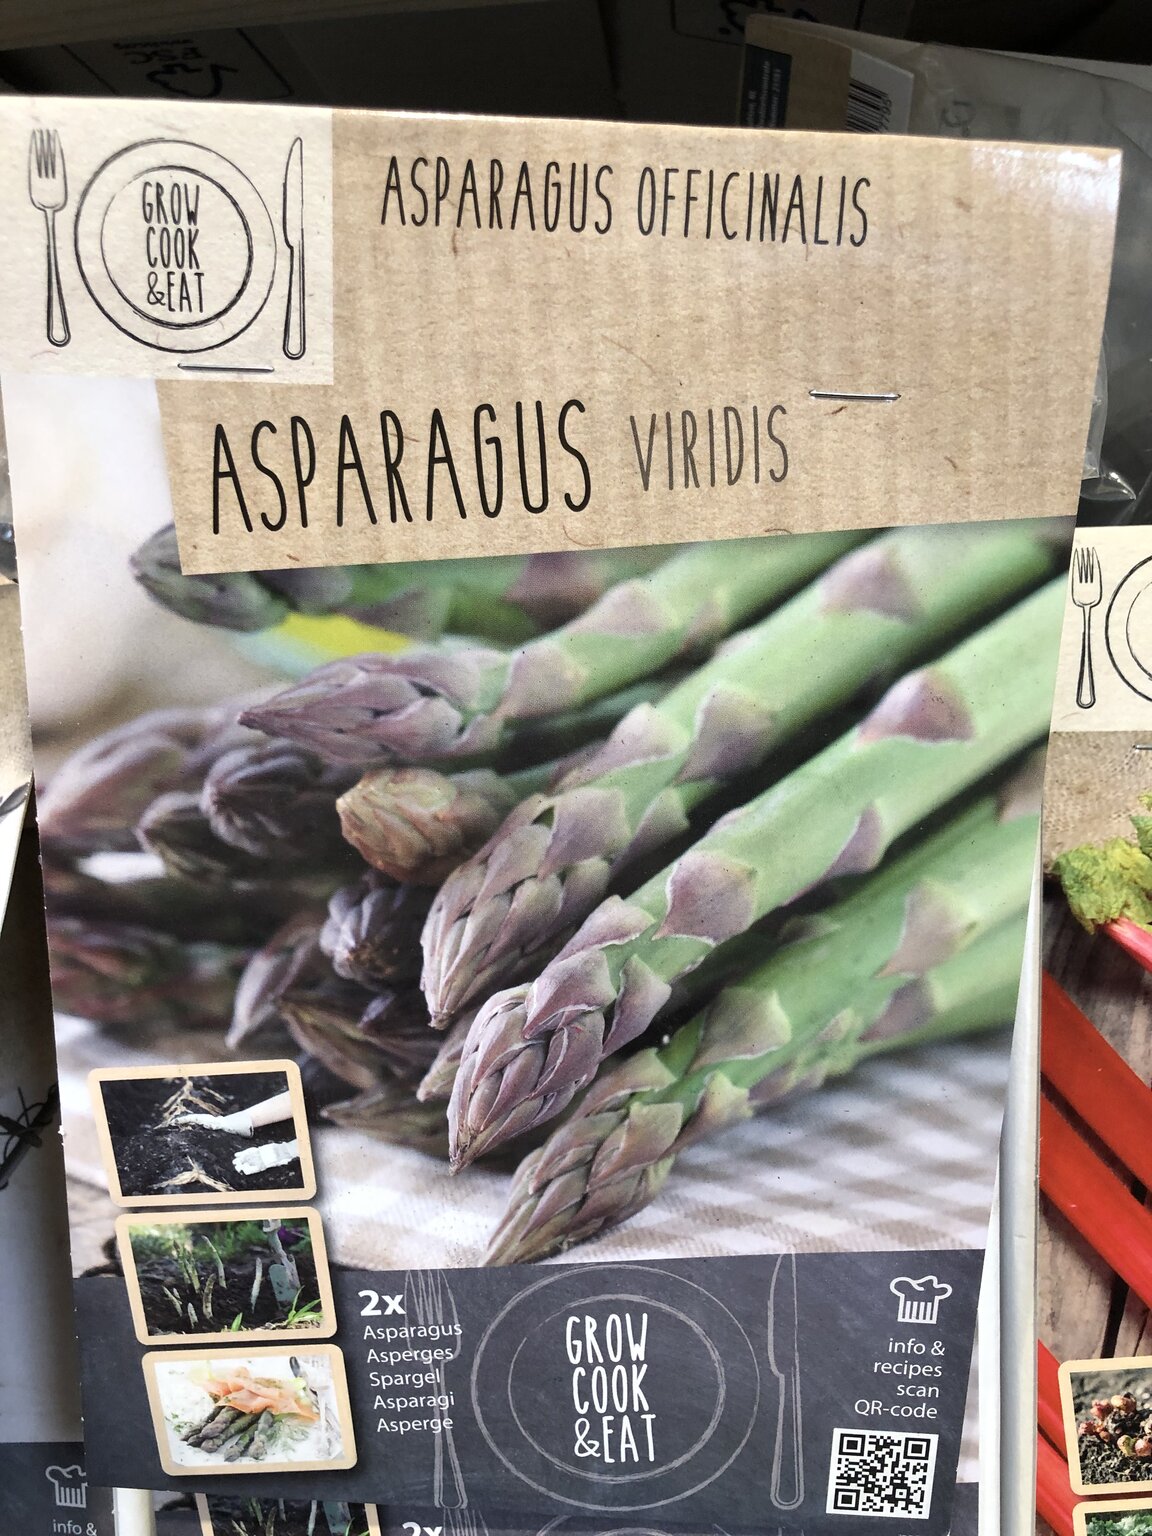 GROW
COOK
&EAT
ASPARAGUS OFFICINALIS
ASPARAGUS VIRIDIS
2x
Asparagus
Asperges
Spargel
Asparagi
Asperge
GROW
COOK
&EAT
info &
recipes
scan
QR-code
info &
2x